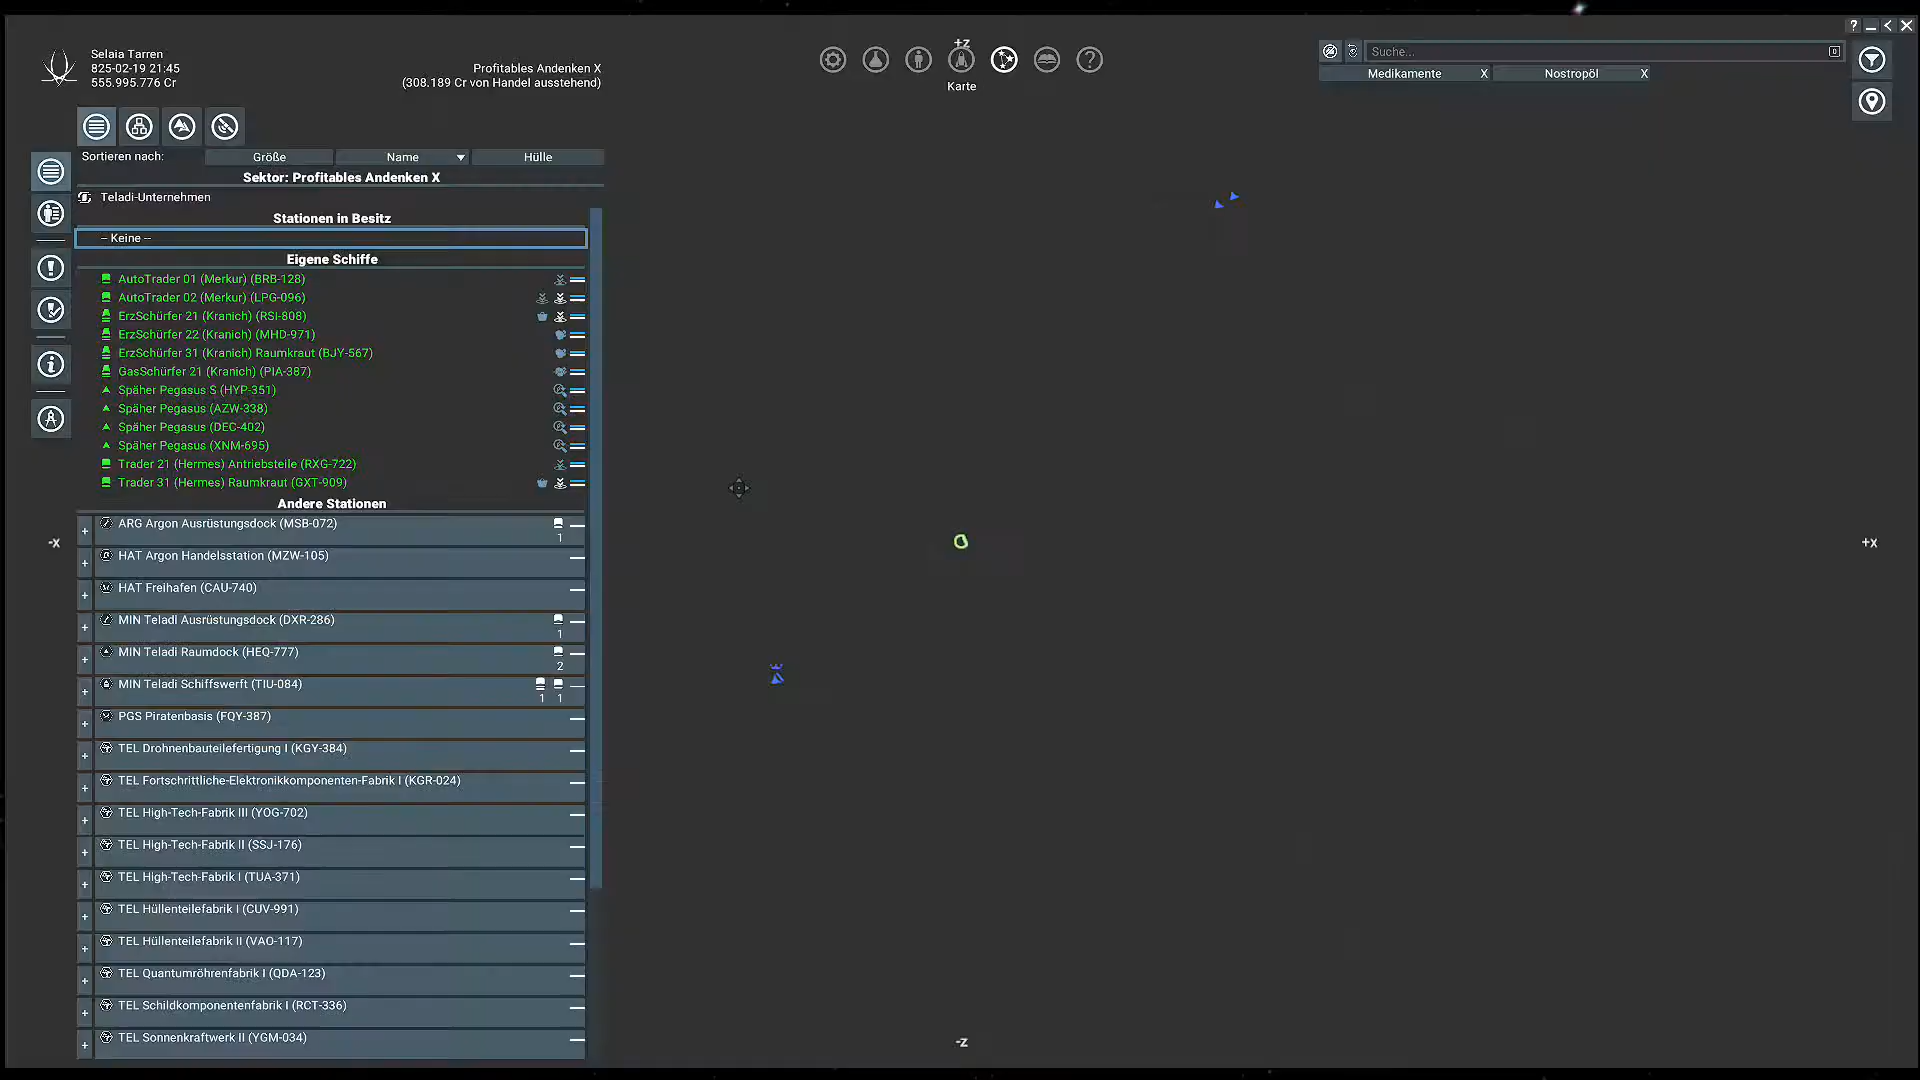 Selaia Tarren
825-02-19 21:45
555.995.776 Cr
Profitables Andenken X
(308.189 Cr von Handel ausstehend)
+Z
Karte
Suche...
Medikamente X
Nostropöl X
Sortieren nach:
Größe
Name
Hülle
Sektor: Profitables Andenken X
Teladi-Unternehmen
Stationen in Besitz
-- Keine --
Eigene Schiffe
AutoTrader 01 (Merkur) (BRB-128)
AutoTrader 02 (Merkur) (LPG-096)
ErzSchürfer 21 (Kranich) (RSI-808)
ErzSchürfer 22 (Kranich) (MHD-971)
ErzSchürfer 31 (Kranich) Raumkraut (BJY-567)
GasSchürfer 21 (Kranich) (PIA-387)
Späher Pegasus S (HYP-351)
Späher Pegasus (AZW-338)
Späher Pegasus (DEC-402)
Späher Pegasus (XNM-695)
Trader 21 (Hermes) Antriebsteile (RXG-722)
Trader 31 (Hermes) Raumkraut (GXT-909)
Andere Stationen
+ ARG Argon Ausrüstungsdock (MSB-072) 1
+ HAT Argon Handelsstation (MZW-105)
+ HAT Freihafen (CAU-740)
+ MIN Teladi Ausrüstungsdock (DXR-286) 1
+ MIN Teladi Raumdock (HEQ-777) 2
+ MIN Teladi Schiffswerft (TIU-084) 1 1
+ PGS Piratenbasis (FQY-387)
+ TEL Drohnenbauteilefertigung I (KGY-384)
+ TEL Fortschrittliche-Elektronikkomponenten-Fabrik I (KGR-024)
+ TEL High-Tech-Fabrik III (YOG-702)
+ TEL High-Tech-Fabrik II (SSJ-176)
+ TEL High-Tech-Fabrik I (TUA-371)
+ TEL Hüllenteilefabrik I (CUV-991)
+ TEL Hüllenteilefabrik II (VAO-117)
+ TEL Quantumröhrenfabrik I (QDA-123)
+ TEL Schildkomponentenfabrik I (RCT-336)
+ TEL Sonnenkraftwerk II (YGM-034)
-X
+X
-Z